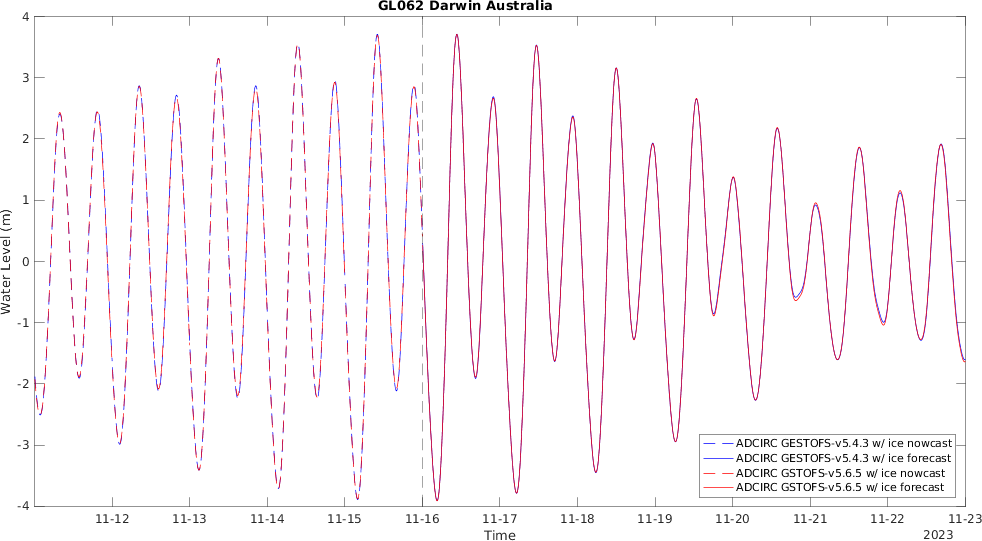 GL062 Darwin Australia
4
3
2
1
0
-1
-2
-3
-4
Water Level (m)
ADCIRC GESTOFS-v5.4.3 w/ ice nowcast
ADCIRC GESTOFS-v5.4.3 w/ ice forecast
ADCIRC GSTOFS-v5.6.5 w/ ice nowcast
ADCIRC GSTOFS-v5.6.5 w/ ice forecast
11-12 11-13 11-14 11-15 11-16 11-17 11-18 11-19 11-20 11-21 11-22 11-23
Time
2023